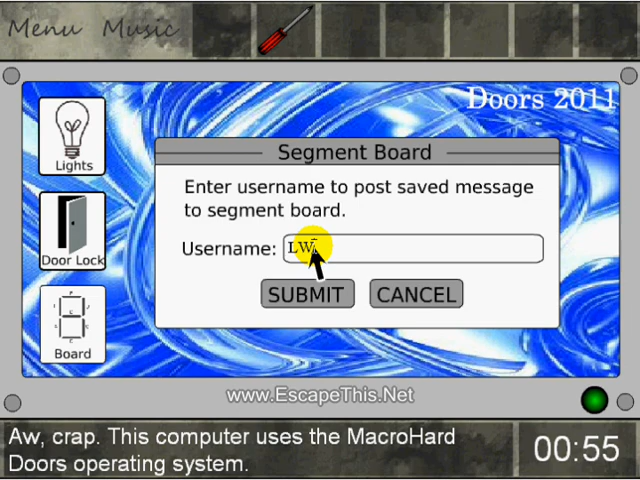 Menu Music
Doors 2011
Lights
Segment Board
Enter username to post saved message
to segment board.
Door Lock
Username: LW
SUBMIT CANCEL
Board
www.EscapeThis.Net
Aw, crap. This computer uses the MacroHard
Doors operating system.
00:55